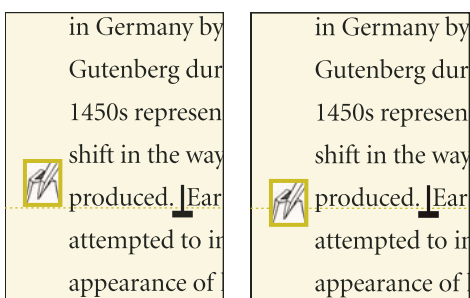 in Germany by
Gutenberg dur
1450s represen
shift in the way
produced. Ear
attempted to in
appearance of
in Germany by
Gutenberg dur
1450s represen
shift in the way
produced. Ear
attempted to in
appearance of